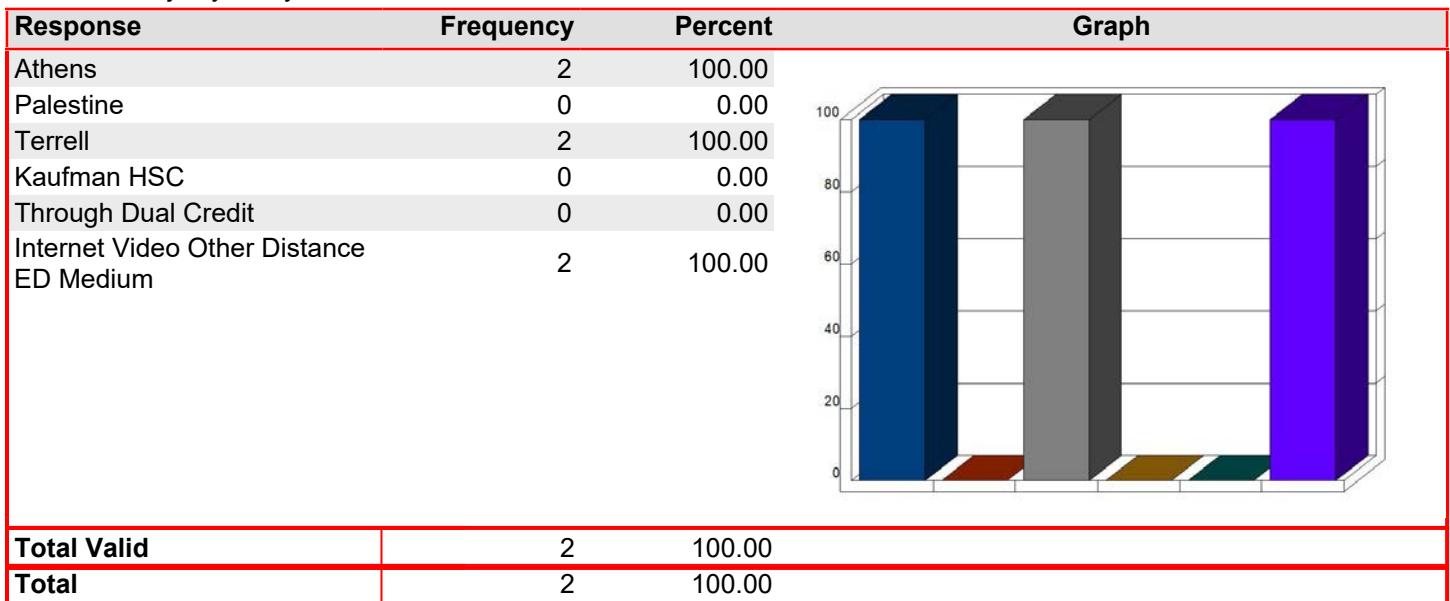 Response Frequency Percent Graph
Athens 2 100.00
Palestine 0 0.00
Terrell 2 100.00
Kaufman HSC 0 0.00
Through Dual Credit 0 0.00
Internet Video Other Distance
ED Medium 2 100.00
100
80
60
40
20
0
Total Valid 2 100.00
Total 2 100.00